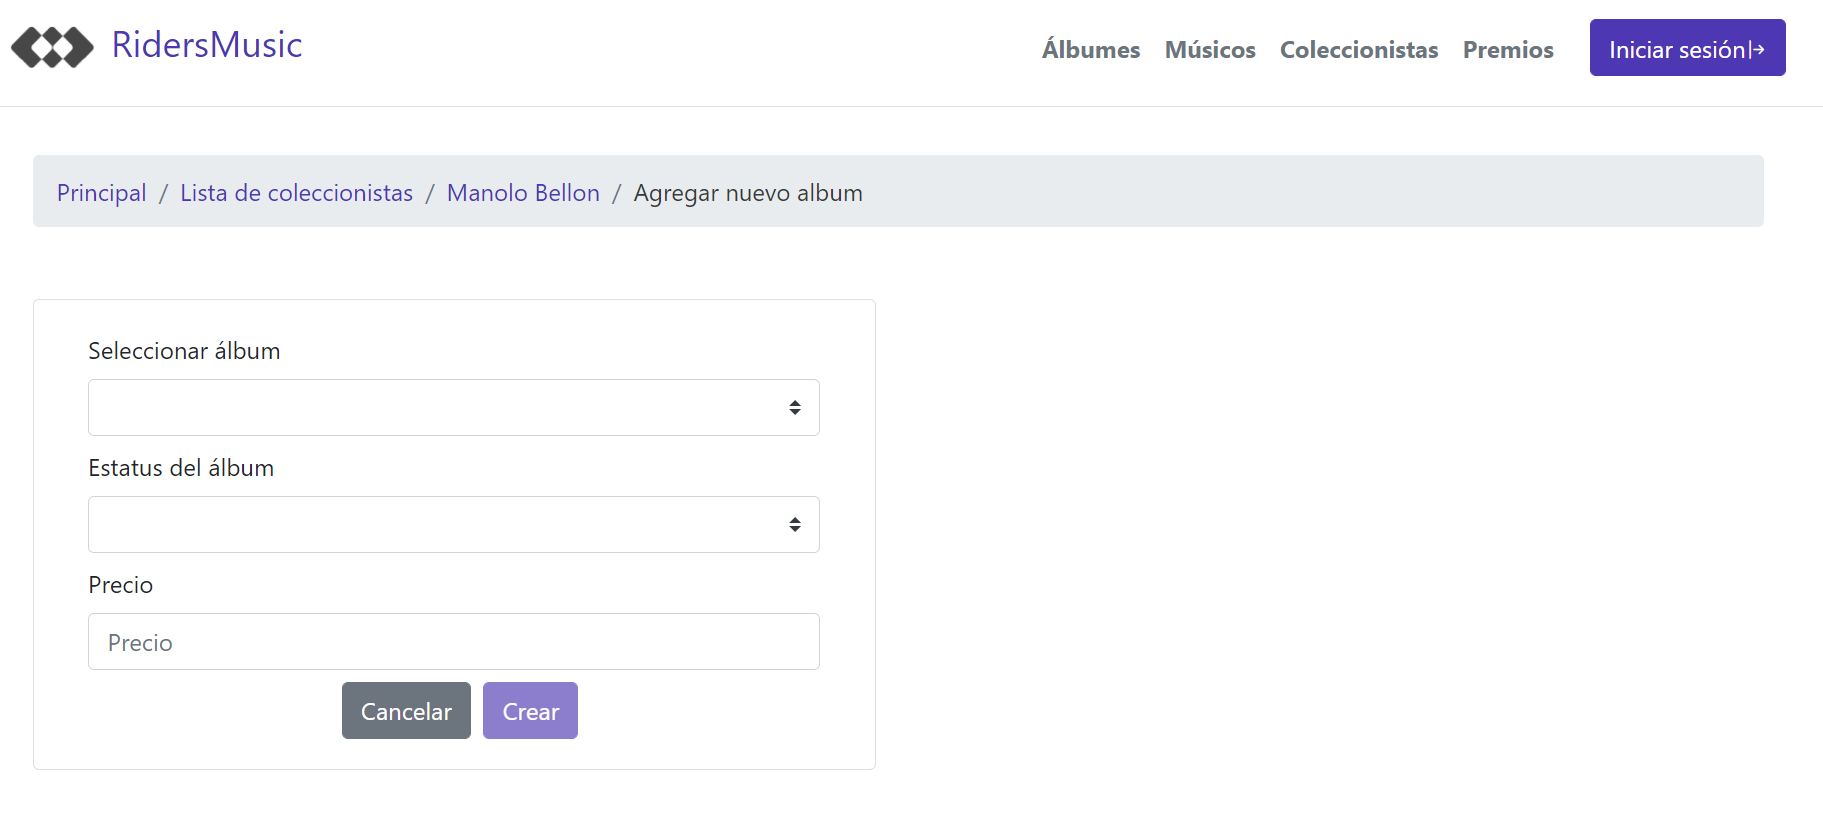 RidersMusic
Álbumes Músicos Coleccionistas Premios Iniciar sesión
Principal / Lista de coleccionistas / Manolo Bellon / Agregar nuevo album
Seleccionar álbum
Estatus del álbum
Precio
Precio
Cancelar Crear